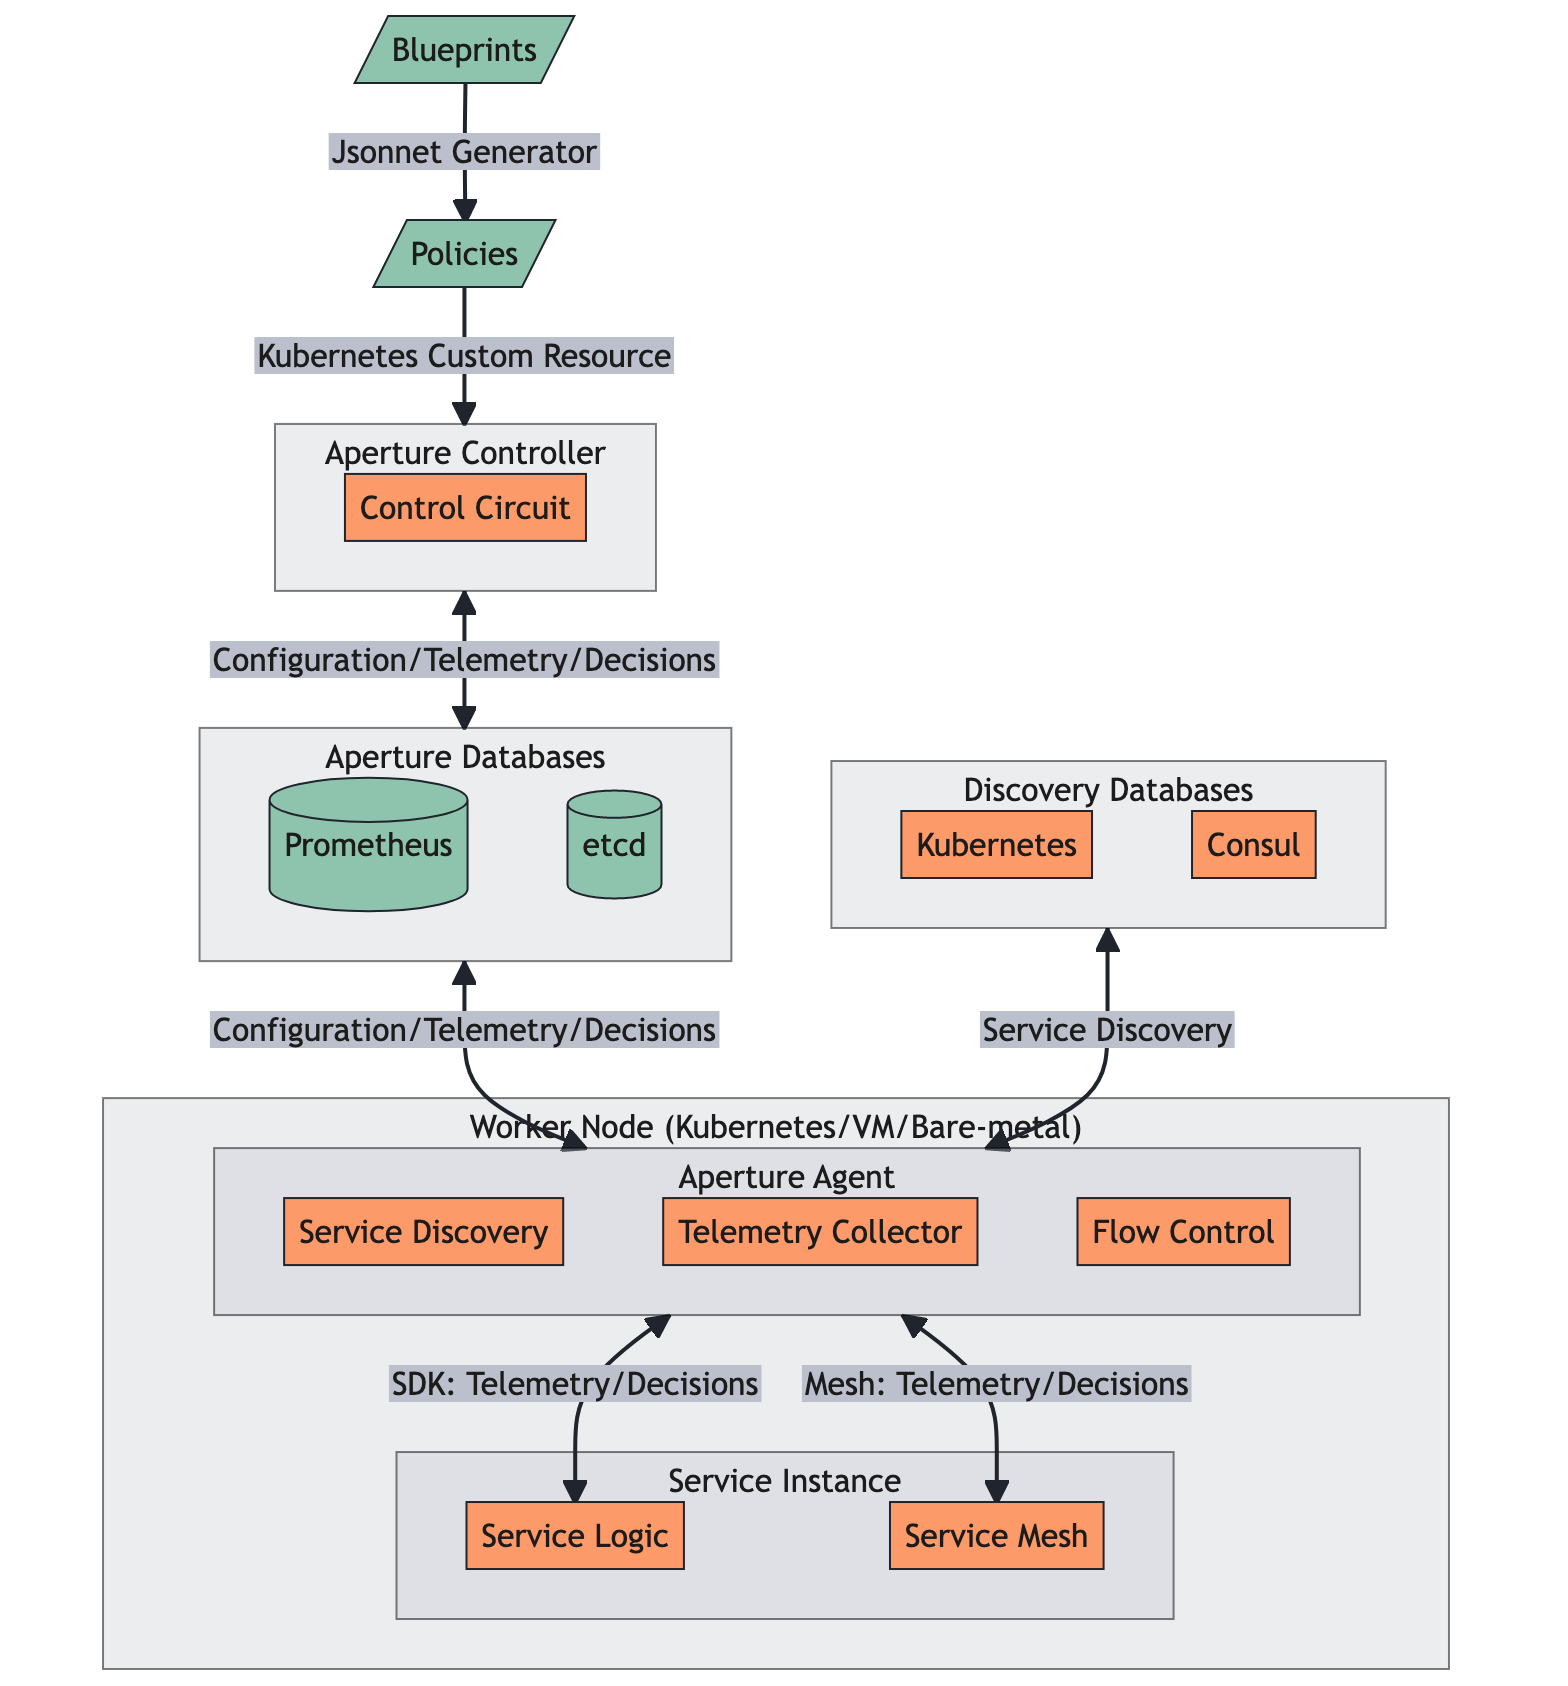 Blueprints
Jsonnet Generator
Policies
Kubernetes Custom Resource
Aperture Controller
Control Circuit
Configuration/Telemetry/Decisions
Aperture Databases
Prometheus
etcd
Discovery Databases
Kubernetes
Consul
Configuration/Telemetry/Decisions
Service Discovery
Worker Node (Kubernetes/VM/Bare-metal)
Aperture Agent
Service Discovery
Telemetry Collector
Flow Control
SDK: Telemetry/Decisions
Mesh: Telemetry/Decisions
Service Instance
Service Logic
Service Mesh